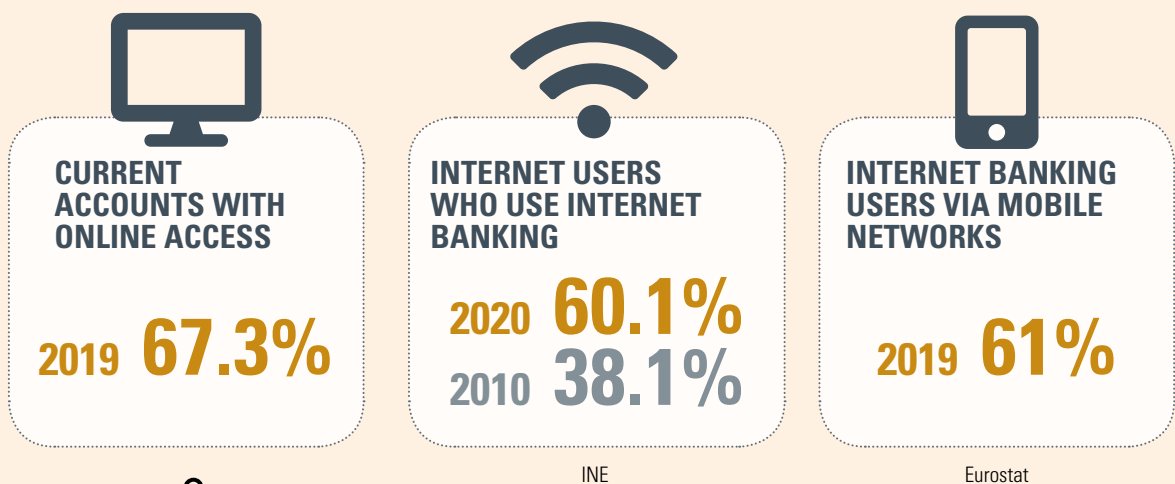 CURRENT
ACCOUNTS WITH
ONLINE ACCESS
2019 67.3%
INTERNET USERS
WHO USE INTERNET
BANKING
2020 60.1%
2010 38.1%
INE
INTERNET BANKING
USERS VIA MOBILE
NETWORKS
2019 61%
Eurostat